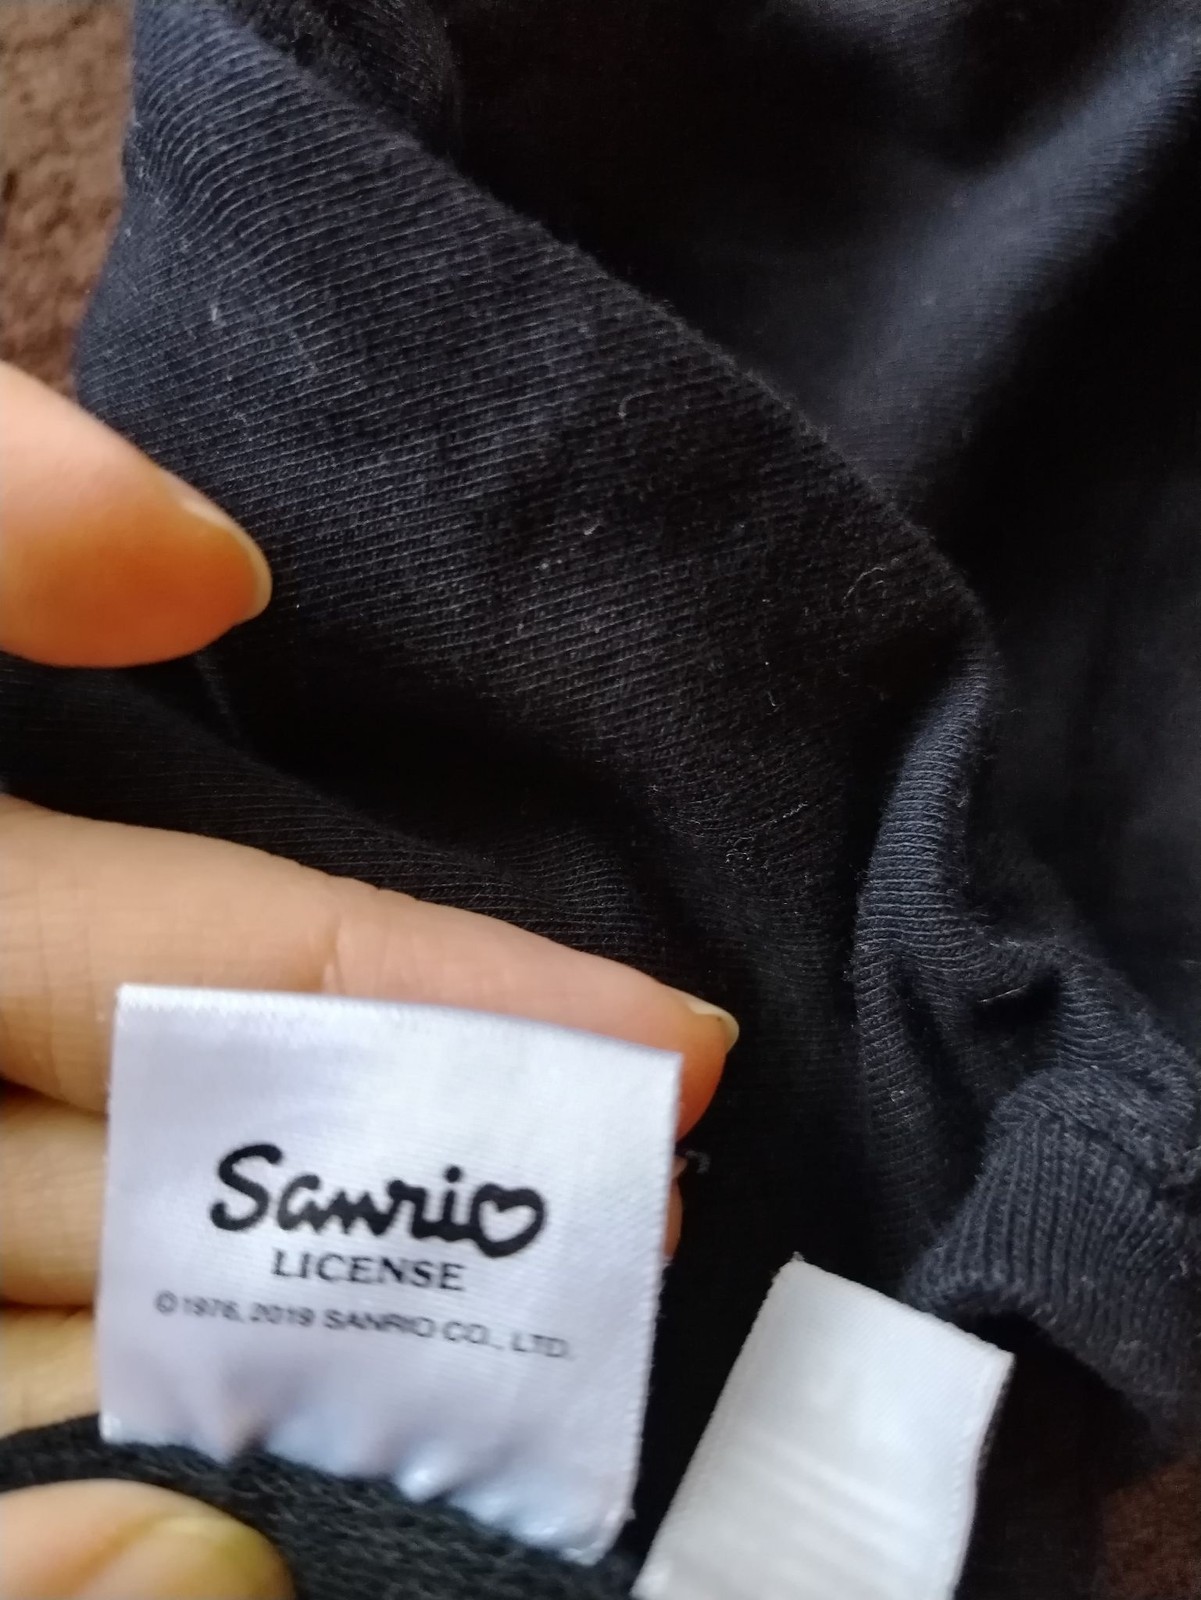 Sanrio
LICENSE
©1976, 2019 SANRIO CO., LTD.